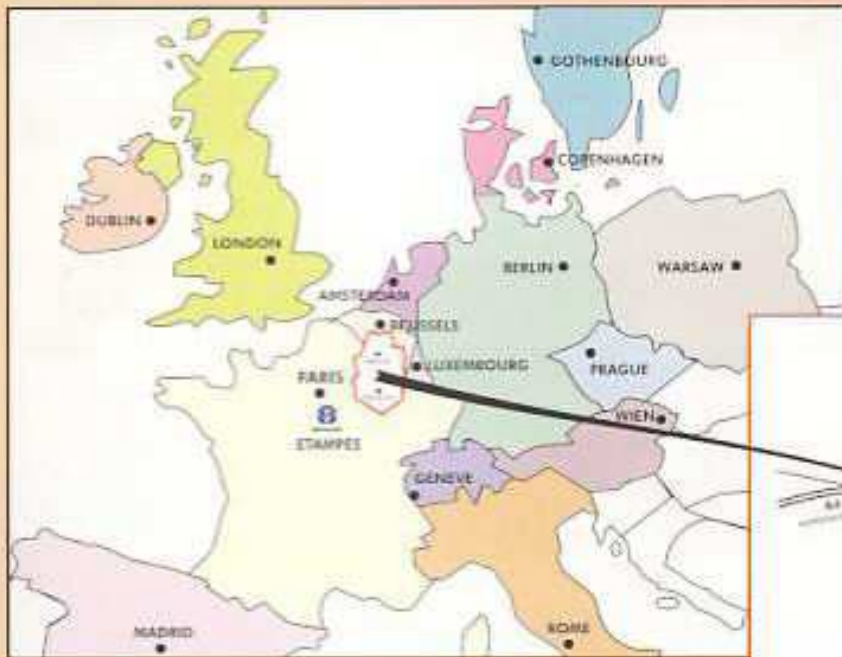 GOTHENBOURG
COPENHAGEN
DUBLIN
LONDON
BERLIN
WARSAW
AMSTERDAM
BRUSSELS
LUXEMBOURG
PRAGUE
PARIS
ETAMPES
WIEN
GENEVE
MADRID
ROME